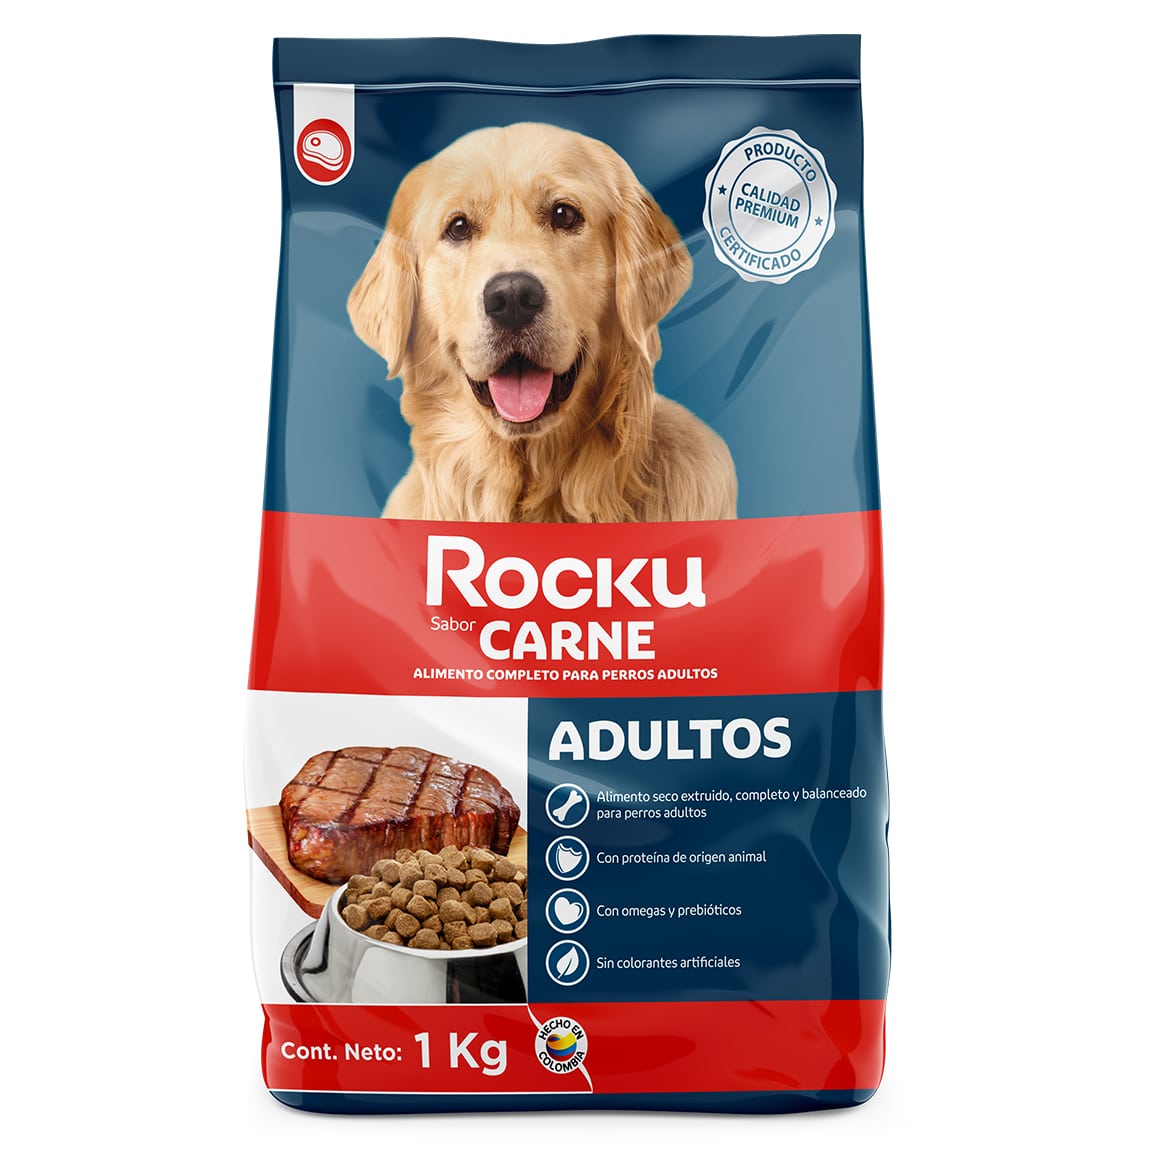 PRODUCTO
CALIDAD
PREMIUM
CERTIFICADO
ROCKU
Sabor CARNE
ALIMENTO COMPLETO PARA PERROS ADULTOS
ADULTOS
Alimento seco extruido, completo y balanceado
para perros adultos
Con proteína de origen animal
Con omegas y prebióticos
Sin colorantes artificiales
Cont. Neto: 1 Kg
HECHO EN
COLOMBIA